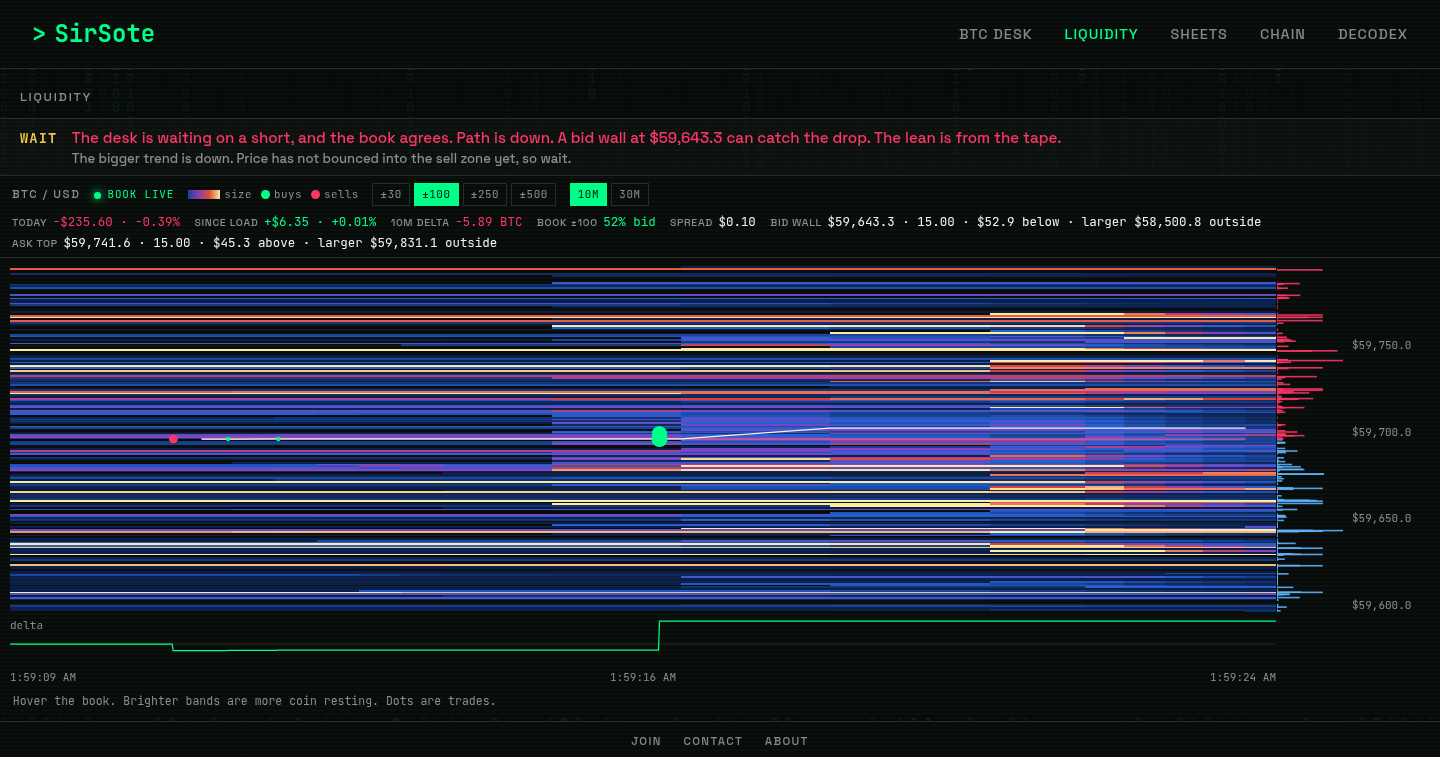 > SirSote
BTC DESK LIQUIDITY SHEETS CHAIN DECODEX
LIQUIDITY
WAIT The desk is waiting on a short, and the book agrees. Path is down. A bid wall at $59,643.3 can catch the drop. The lean is from the tape.
The bigger trend is down. Price has not bounced into the sell zone yet, so wait.
BTC / USD BOOK LIVE size buys sells ±30 ±100 ±250 ±500 10M 30M
TODAY -$235.60 · -0.39% SINCE LOAD +$6.35 · +0.01% 10M DELTA -5.89 BTC BOOK ±100 52% bid SPREAD $0.10 BID WALL $59,643.3 · 15.00 · $52.9 below · larger $58,500.8 outside
ASK TOP $59,741.6 · 15.00 · $45.3 above · larger $59,831.1 outside
$59,750.0
$59,700.0
$59,650.0
$59,600.0
delta
1:59:09 AM 1:59:16 AM 1:59:24 AM
Hover the book. Brighter bands are more coin resting. Dots are trades.
JOIN CONTACT ABOUT